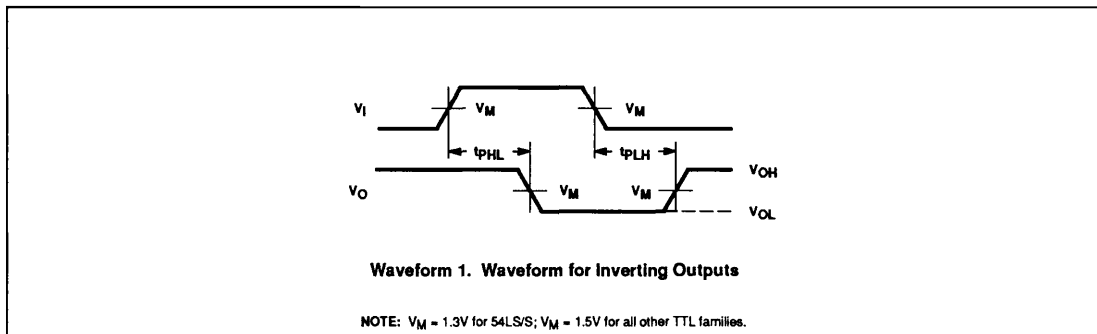 VI VM VM
tPHL tPLH
VO VM VM VOH
VOL
Waveform 1. Waveform for Inverting Outputs
NOTE: VM = 1.3V for 54LS/S; VM = 1.5V for all other TTL families.